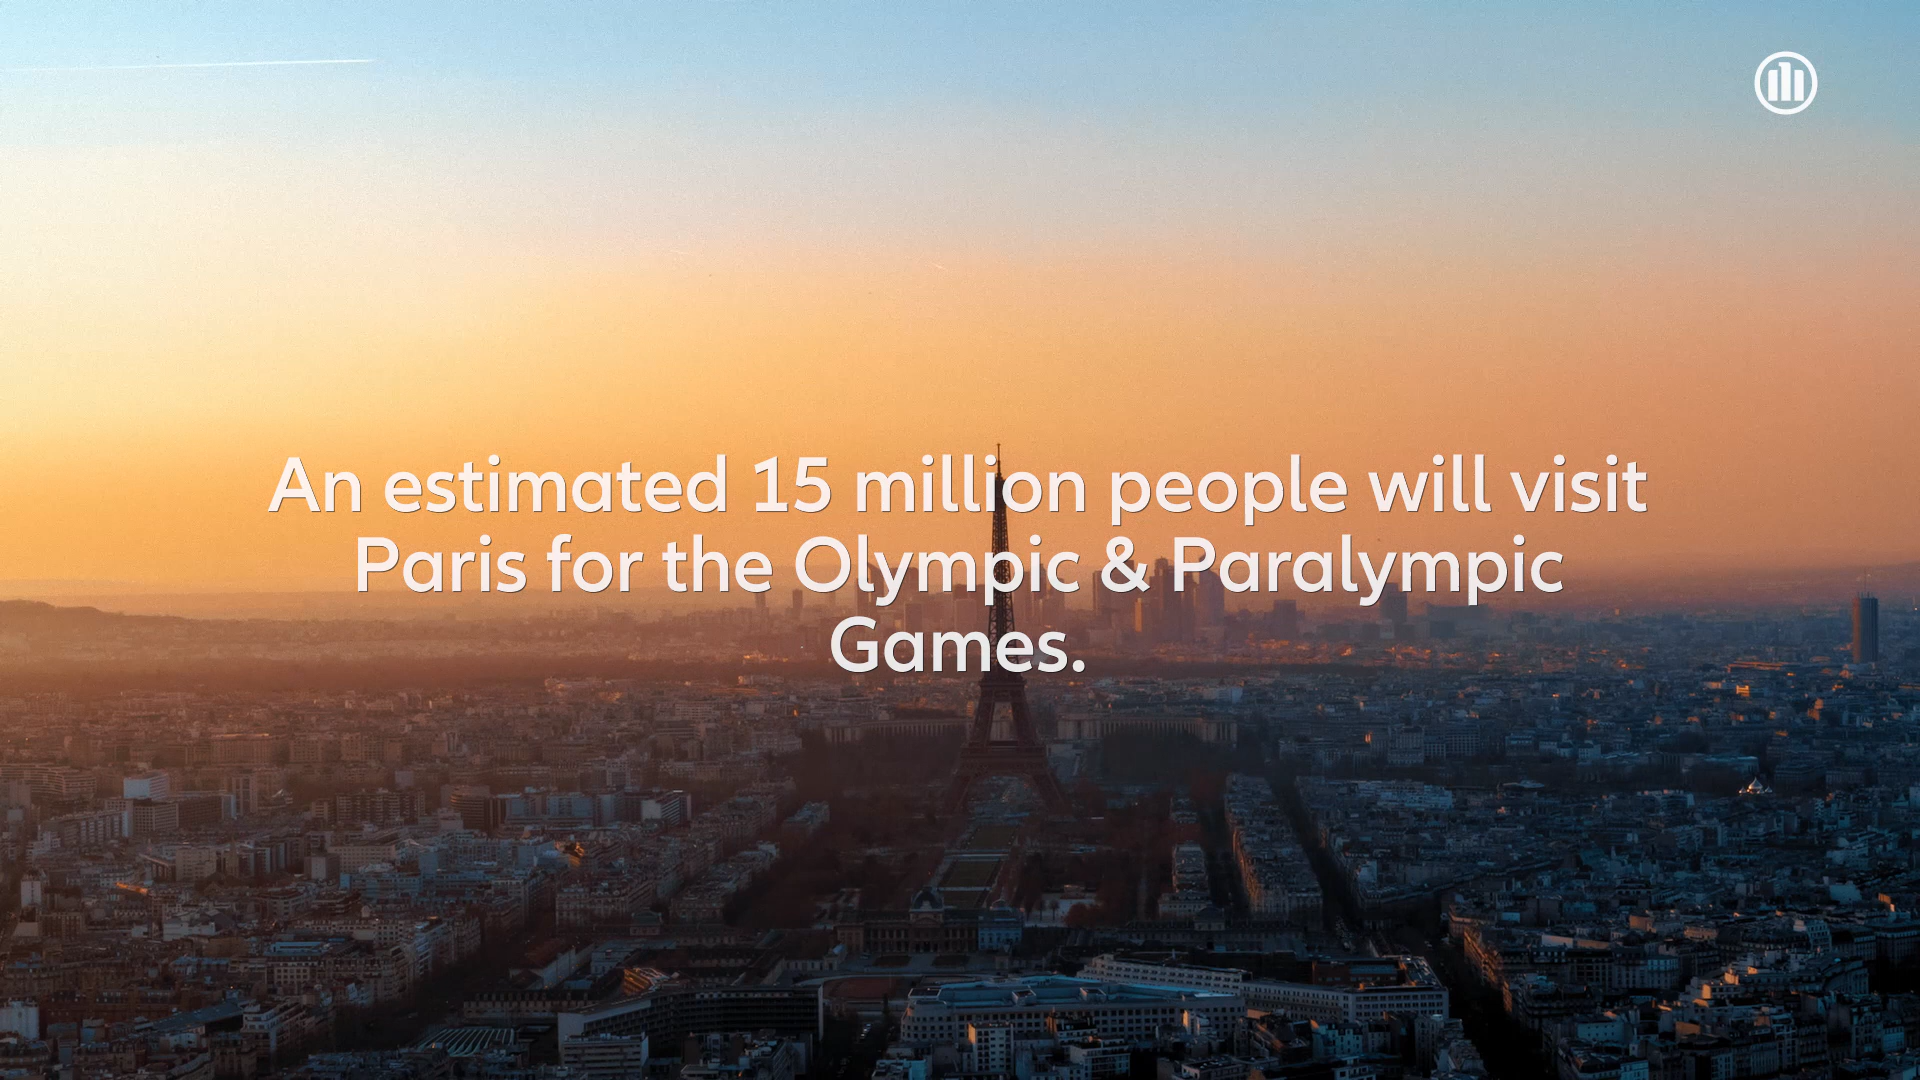 An estimated 15 million people will visit
Paris for the Olympic & Paralympic
Games.